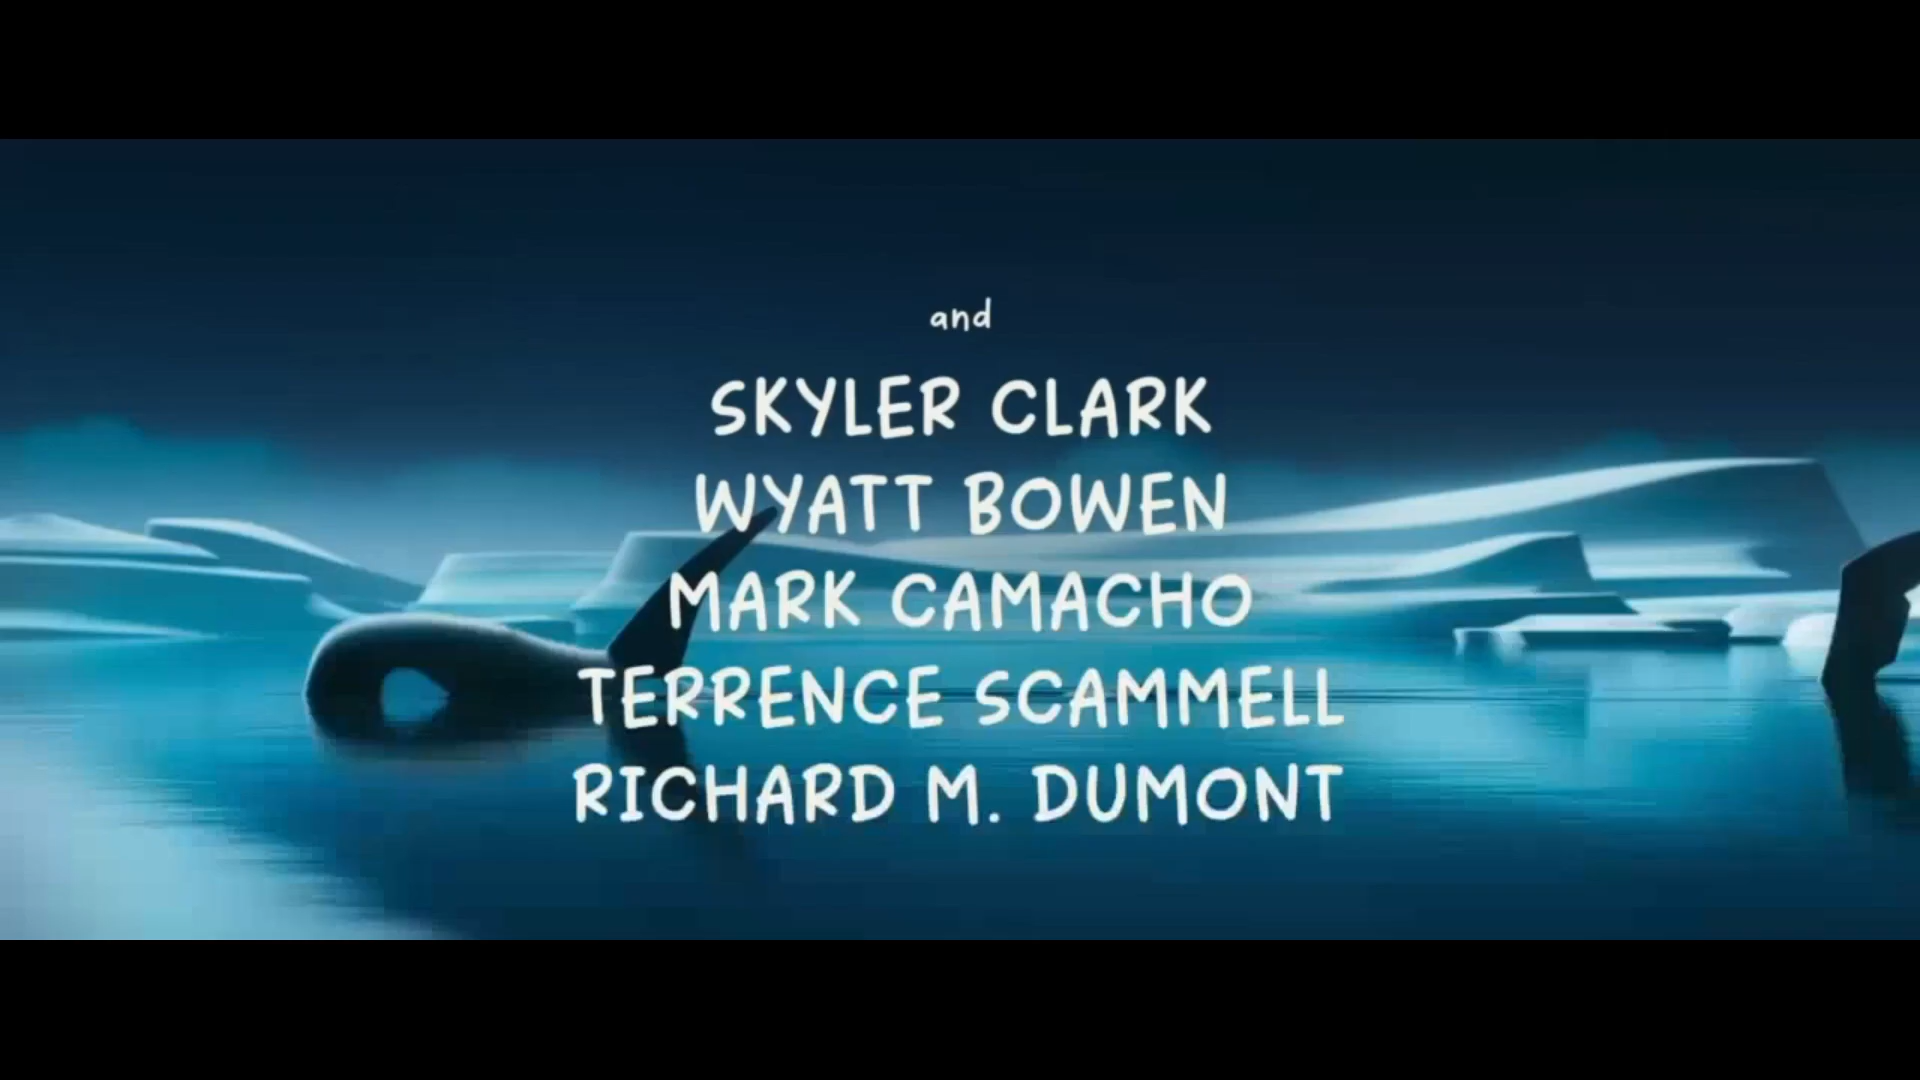 and
SKYLER CLARK
WYATT BOWEN
MARK CAMACHO
TERRENCE SCAMMELL
RICHARD M. DUMONT